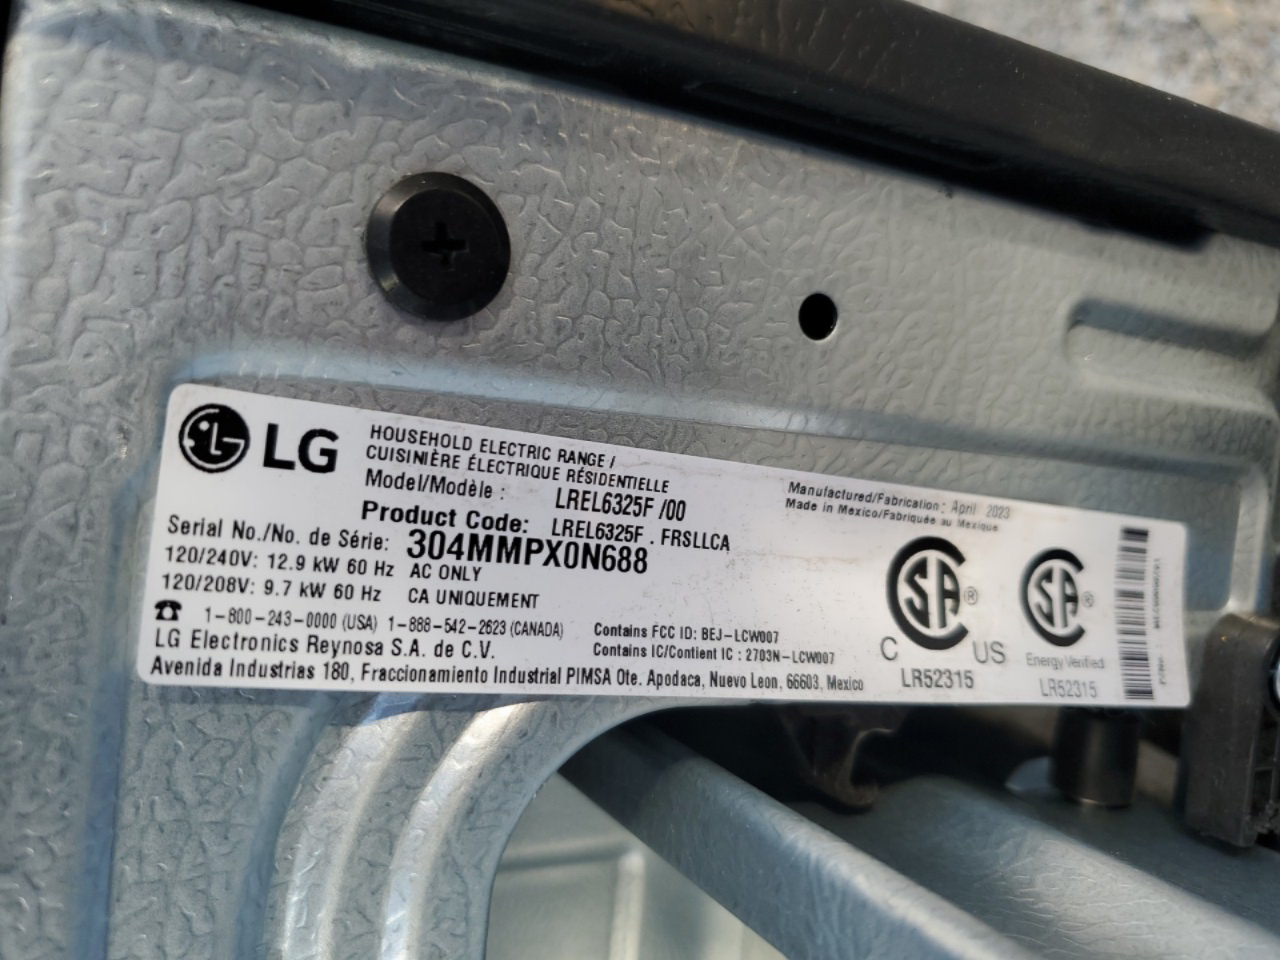 LG
HOUSEHOLD ELECTRIC RANGE /
CUISINIÈRE ÉLECTRIQUE RÉSIDENTIELLE
Model/Modèle : LREL6325F /00
Product Code: LREL6325F . FRSLLCA
Serial No./No. de Série: 304MMPX0N688
120/240V: 12.9 kW 60 Hz AC ONLY
120/208V: 9.7 kW 60 Hz CA UNIQUEMENT
1-800-243-0000 (USA) 1-888-542-2623 (CANADA)
LG Electronics Reynosa S.A. de C.V.
Avenida Industrias 180, Fraccionamiento Industrial PIMSA Ote. Apodaca, Nuevo Leon, 66603, Mexico
Contains FCC ID: BEJ-LCW007
Contains IC/Contient IC : 2703N-LCW007
Manufactured/Fabrication: April 2023
Made in Mexico/Fabriquée au Mexique
SA ®
C US
LR52315
SA ®
Energy Verified
LR52315